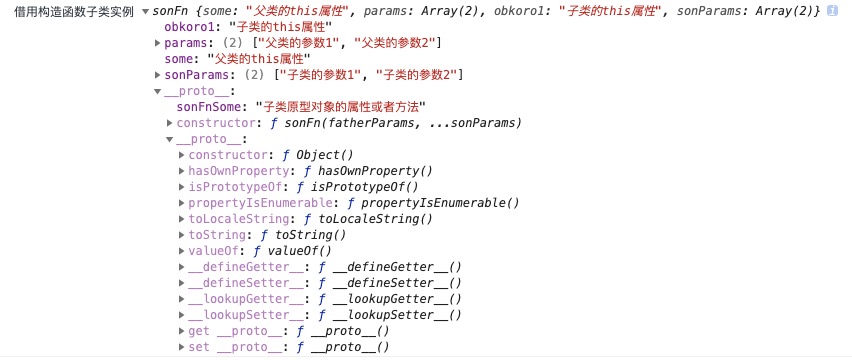 借用构造函数子类实例 ▼sonFn {some: "父类的this属性", params: Array(2), obkoro1: "子类的this属性", sonParams: Array(2)} i
obkoro1: "子类的this属性"
▶params: (2) ["父类的参数1", "父类的参数2"]
some: "父类的this属性"
▶sonParams: (2) ["子类的参数1", "子类的参数2"]
▼__proto__:
sonFnSome: "子类原型对象的属性或者方法"
▶constructor: ƒ sonFn(fatherParams, ...sonParams)
▼__proto__:
▶constructor: ƒ Object()
▶hasOwnProperty: ƒ hasOwnProperty()
▶isPrototypeOf: ƒ isPrototypeOf()
▶propertyIsEnumerable: ƒ propertyIsEnumerable()
▶toLocaleString: ƒ toLocaleString()
▶toString: ƒ toString()
▶valueOf: ƒ valueOf()
▶__defineGetter__: ƒ __defineGetter__()
▶__defineSetter__: ƒ __defineSetter__()
▶__lookupGetter__: ƒ __lookupGetter__()
▶__lookupSetter__: ƒ __lookupSetter__()
▶get __proto__: ƒ __proto__()
▶set __proto__: ƒ __proto__()